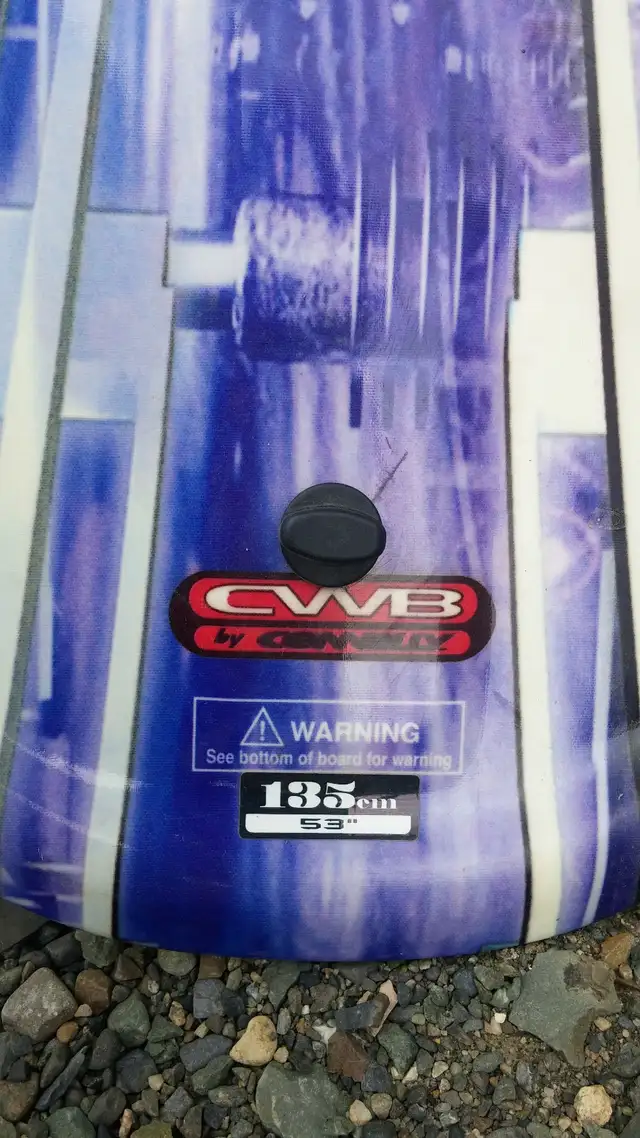 CWB
by CONNELLY
WARNING
See bottom of board for warning
135cm
53"